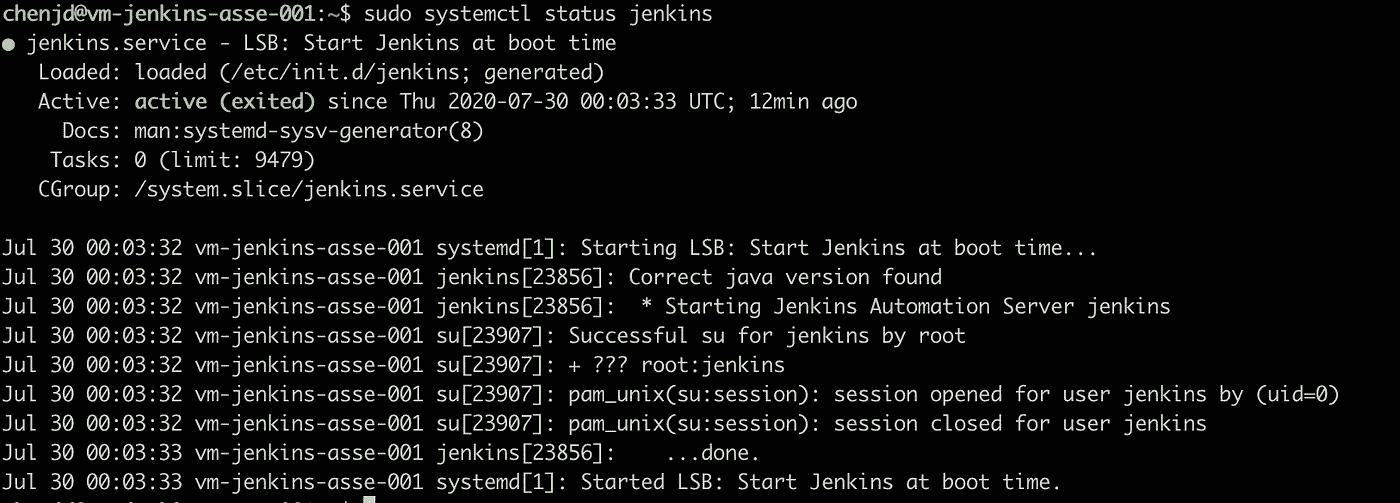 chenjd@vm-jenkins-asse-001:~$ sudo systemctl status jenkins
● jenkins.service - LSB: Start Jenkins at boot time
   Loaded: loaded (/etc/init.d/jenkins; generated)
   Active: active (exited) since Thu 2020-07-30 00:03:33 UTC; 12min ago
     Docs: man:systemd-sysv-generator(8)
    Tasks: 0 (limit: 9479)
   CGroup: /system.slice/jenkins.service

Jul 30 00:03:32 vm-jenkins-asse-001 systemd[1]: Starting LSB: Start Jenkins at boot time...
Jul 30 00:03:32 vm-jenkins-asse-001 jenkins[23856]: Correct java version found
Jul 30 00:03:32 vm-jenkins-asse-001 jenkins[23856]:  * Starting Jenkins Automation Server jenkins
Jul 30 00:03:32 vm-jenkins-asse-001 su[23907]: Successful su for jenkins by root
Jul 30 00:03:32 vm-jenkins-asse-001 su[23907]: + ??? root:jenkins
Jul 30 00:03:32 vm-jenkins-asse-001 su[23907]: pam_unix(su:session): session opened for user jenkins by (uid=0)
Jul 30 00:03:32 vm-jenkins-asse-001 su[23907]: pam_unix(su:session): session closed for user jenkins
Jul 30 00:03:33 vm-jenkins-asse-001 jenkins[23856]:    ...done.
Jul 30 00:03:33 vm-jenkins-asse-001 systemd[1]: Started LSB: Start Jenkins at boot time.